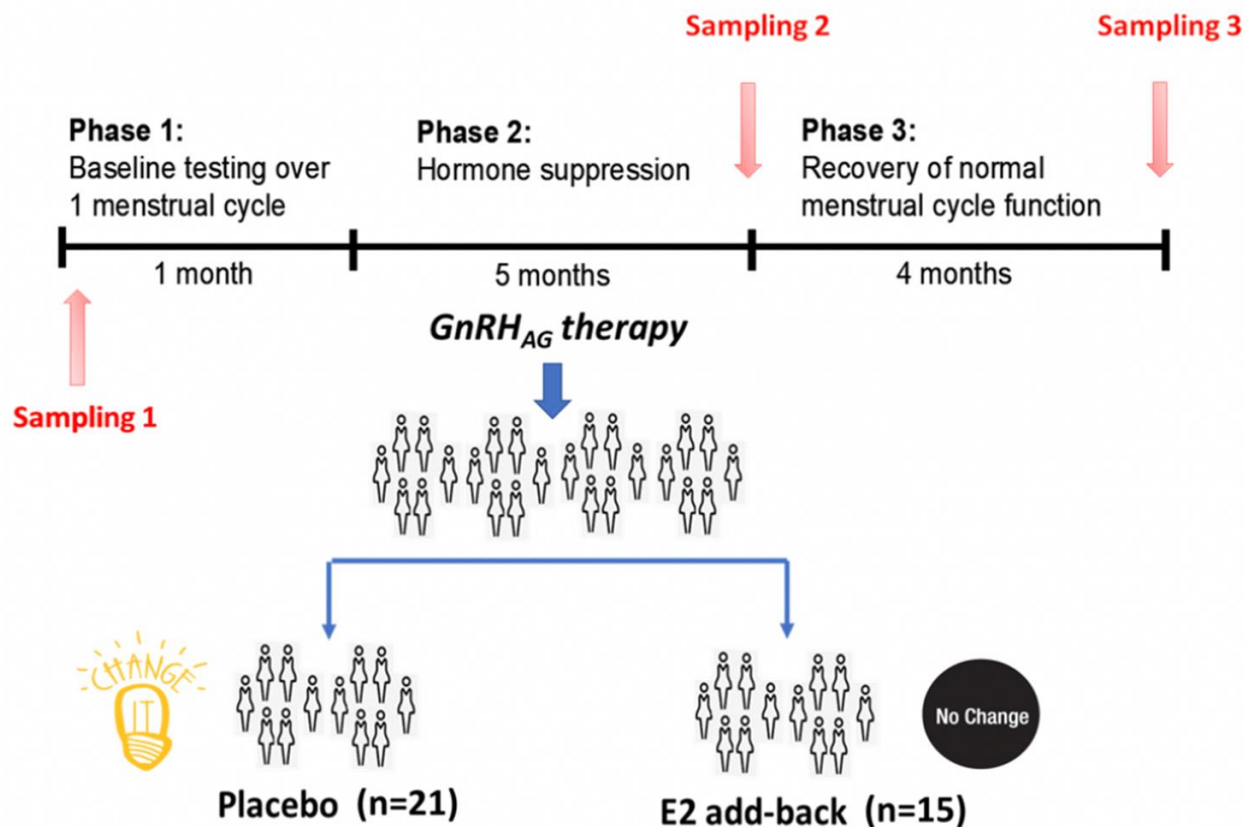 Sampling 2
Sampling 3
Phase 1:
Baseline testing over
1 menstrual cycle
Phase 2:
Hormone suppression
Phase 3:
Recovery of normal
menstrual cycle function
1 month
5 months
4 months
GnRHAG therapy
Sampling 1
CHANGE
IT
No Change
Placebo (n=21)
E2 add-back (n=15)